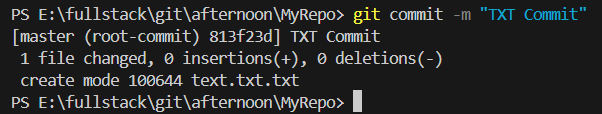 PS E:\fullstack\git\afternoon\MyRepo> git commit -m "TXT Commit"
[master (root-commit) 813f23d] TXT Commit
 1 file changed, 0 insertions(+), 0 deletions(-)
 create mode 100644 text.txt.txt
PS E:\fullstack\git\afternoon\MyRepo>